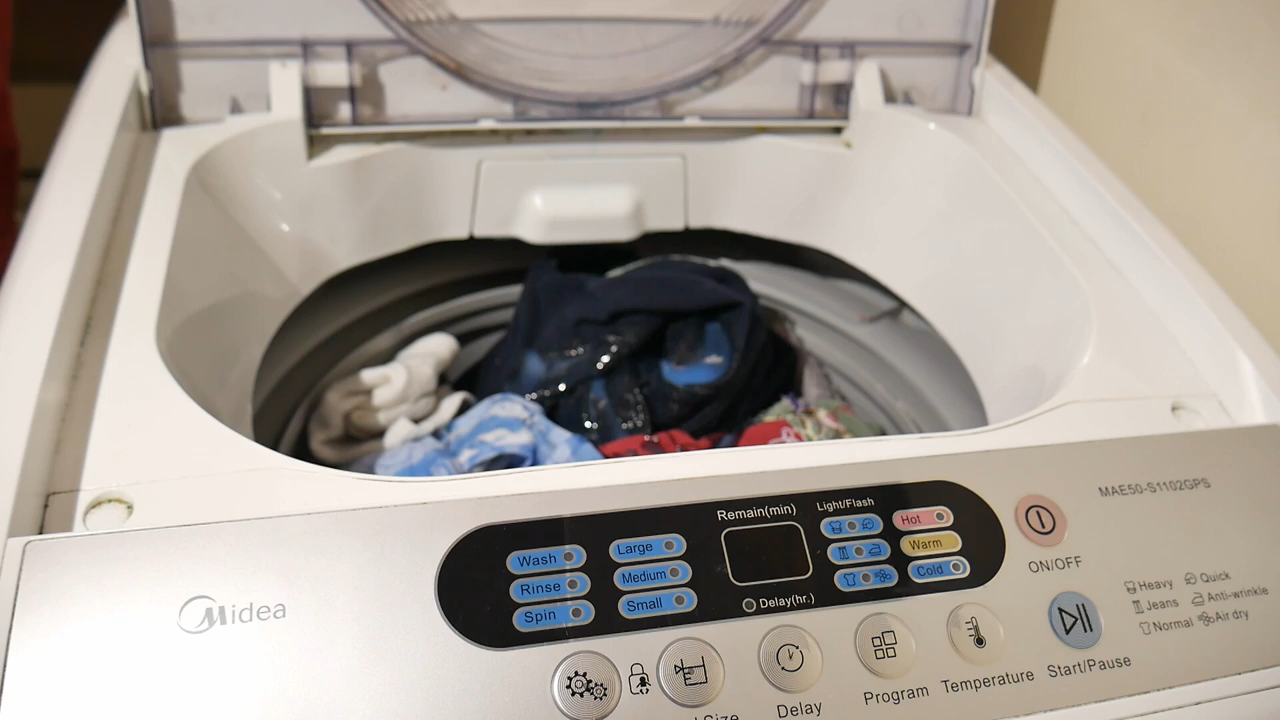 Midea
Wash
Rinse
Spin
Large
Medium
Small
Remain(min)
Delay(hr.)
Light/Flash
Hot
Warm
Cold
ON/OFF
MAE50-S1102GPS
Heavy Quick
Jeans Anti-wrinkle
Normal Air dry
Size
Delay
Program
Temperature
Start/Pause